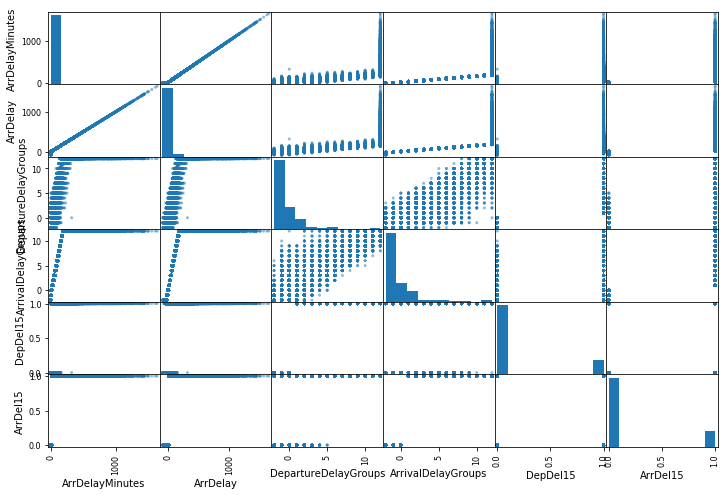 ArrDelayMinutes
1000
0
ArrDelay
1000
0
DepartureDelayGroups
10
5
0
ArrivalDelayGroups
10
5
0
DepDel15
1.0
0.5
0.0
ArrDel15
1.0
0.5
0.0
0 1000 0 1000 0 5 10 0 5 10 0.0 0.5 1.0 0.0 0.5 1.0
ArrDelayMinutes ArrDelay DepartureDelayGroups ArrivalDelayGroups DepDel15 ArrDel15